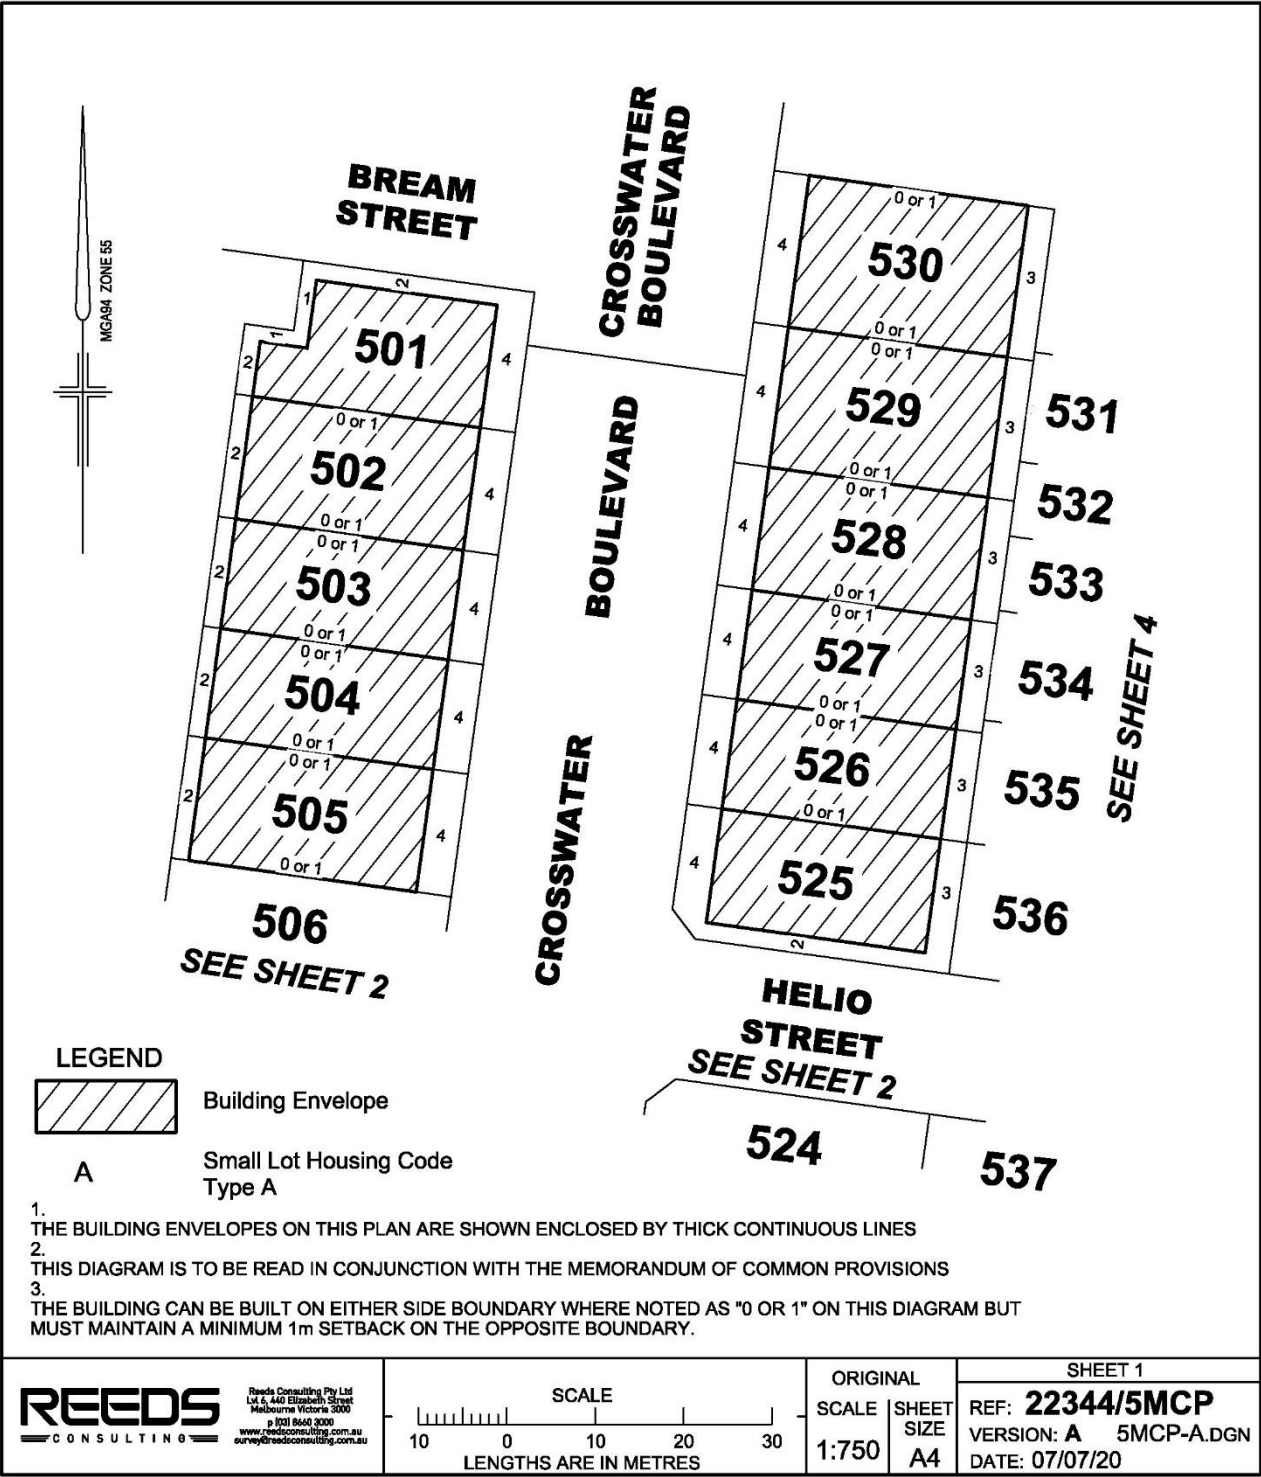 BREAM
STREET
CROSSWATER
BOULEVARD
MGA94 ZONE 55
2
1
1
501
2
4
0 or 1
502
2
4
0 or 1
0 or 1
503
2
4
0 or 1
0 or 1
504
2
4
0 or 1
0 or 1
505
2
4
0 or 1
506
SEE SHEET 2
CROSSWATER
BOULEVARD
0 or 1
4
530
3
0 or 1
0 or 1
4
529
3
0 or 1
0 or 1
4
528
3
0 or 1
0 or 1
4
527
3
0 or 1
0 or 1
4
526
3
0 or 1
4
525
3
2
531
532
533
534
535
536
SEE SHEET 4
HELIO
STREET
SEE SHEET 2
524
537
LEGEND
Building Envelope
A
Small Lot Housing Code
Type A
1.
THE BUILDING ENVELOPES ON THIS PLAN ARE SHOWN ENCLOSED BY THICK CONTINUOUS LINES
2.
THIS DIAGRAM IS TO BE READ IN CONJUNCTION WITH THE MEMORANDUM OF COMMON PROVISIONS
3.
THE BUILDING CAN BE BUILT ON EITHER SIDE BOUNDARY WHERE NOTED AS "0 OR 1" ON THIS DIAGRAM BUT
MUST MAINTAIN A MINIMUM 1m SETBACK ON THE OPPOSITE BOUNDARY.
REEDS
CONSULTING
Reeds Consulting Pty Ltd
Lvl 6, 440 Elizabeth Street
Melbourne Victoria 3000
p (03) 8660 3000
www.reedsconsulting.com.au
survey@reedsconsulting.com.au
SCALE
10 0 10 20 30
LENGTHS ARE IN METRES
ORIGINAL
SCALE
1:750
SHEET
SIZE
A4
SHEET 1
REF: 22344/5MCP
VERSION: A 5MCP-A.DGN
DATE: 07/07/20